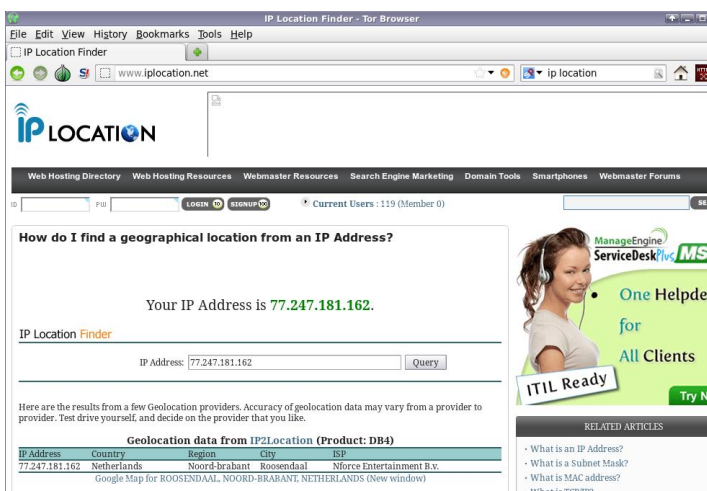 IP Location Finder - Tor Browser
File Edit View History Bookmarks Tools Help
IP Location Finder
www.iplocation.net
ip location
IP LOCATION
Web Hosting Directory Web Hosting Resources Webmaster Resources Search Engine Marketing Domain Tools Smartphones Webmaster Forums
ID PW LOGIN SIGNUP Current Users : 119 (Member 0)
How do I find a geographical location from an IP Address?
Your IP Address is 77.247.181.162.
IP Location Finder
IP Address: 77.247.181.162 Query
Here are the results from a few Geolocation providers. Accuracy of geolocation data may vary from a provider to
provider. Test drive yourself, and decide on the provider that you like.
Geolocation data from IP2Location (Product: DB4)
IP Address Country Region City ISP
77.247.181.162 Netherlands Noord-brabant Roosendaal Nforce Entertainment B.v.
Google Map for ROOSENDAAL, NOORD-BRABANT, NETHERLANDS (New window)
ManageEngine
ServiceDesk Plus MS
One Helpde
for
All Clients
ITIL Ready
Try N
RELATED ARTICLES
What is an IP Address?
What is a Subnet Mask?
What is MAC address?